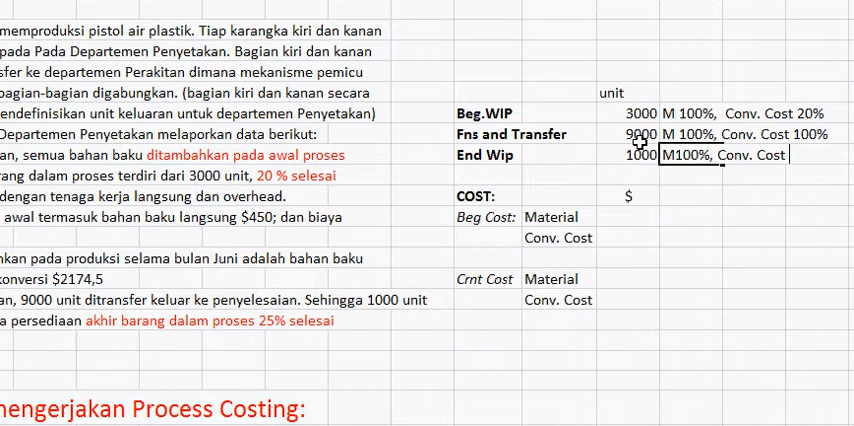 memproduksi pistol air plastik. Tiap karangka kiri dan kanan
pada Pada Departemen Penyetakan. Bagian kiri dan kanan
sfer ke departemen Perakitan dimana mekanisme pemicu
bagian-bagian digabungkan. (bagian kiri dan kanan secara
nendefinisikan unit keluaran untuk departemen Penyetakan)
Departemen Penyetakan melaporkan data berikut:
an, semua bahan baku ditambahkan pada awal proses
rang dalam proses terdiri dari 3000 unit, 20 % selesai
dengan tenaga kerja langsung dan overhead.
awal termasuk bahan baku langsung $450; dan biaya
nkan pada produksi selama bulan Juni adalah bahan baku
konversi $2174,5
an, 9000 unit ditransfer keluar ke penyelesaian. Sehingga 1000 unit
a persediaan akhir barang dalam proses 25% selesai
mengerjakan Process Costing:
unit
Beg.WIP 3000 M 100%, Conv. Cost 20%
Fns and Transfer 9000 M 100%, Conv. Cost 100%
End Wip 1000 M100%, Conv. Cost
COST: $
Beg Cost: Material
Conv. Cost
Crnt Cost Material
Conv. Cost